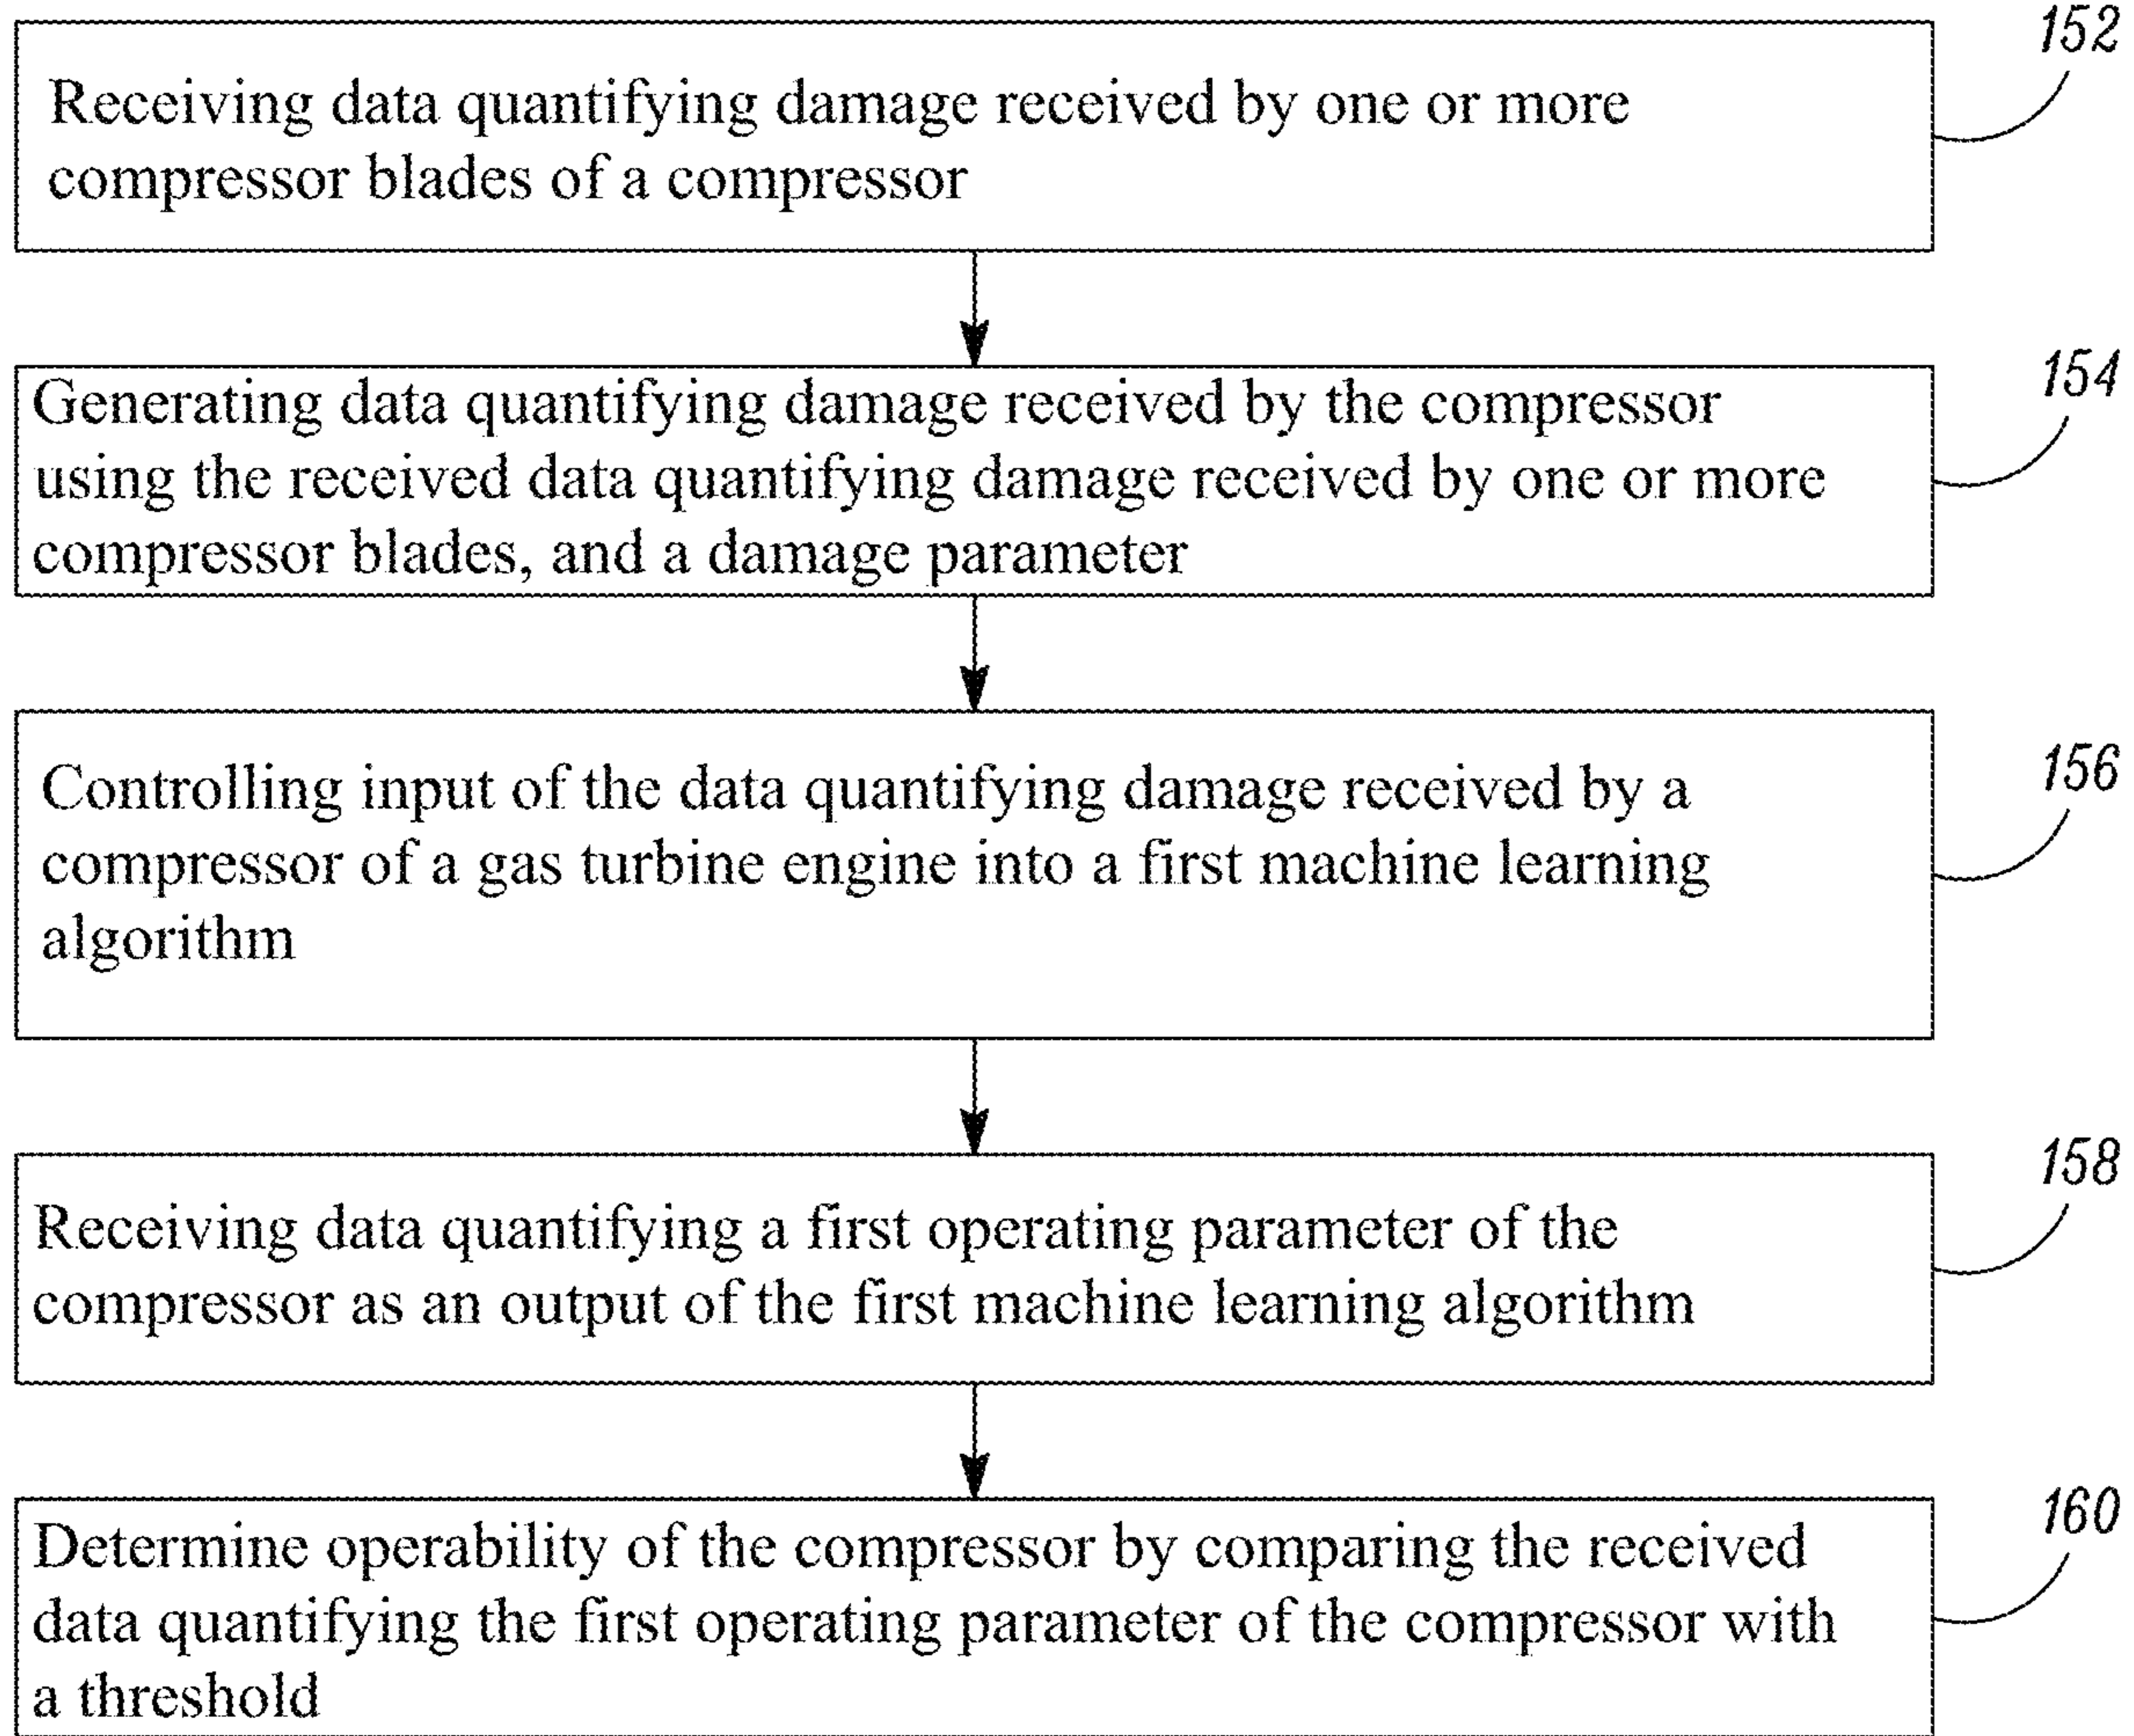 152
Receiving data quantifying damage received by one or more
compressor blades of a compressor
154
Generating data quantifying damage received by the compressor
using the received data quantifying damage received by one or more
compressor blades, and a damage parameter
156
Controlling input of the data quantifying damage received by a
compressor of a gas turbine engine into a first machine learning
algorithm
158
Receiving data quantifying a first operating parameter of the
compressor as an output of the first machine learning algorithm
160
Determine operability of the compressor by comparing the received
data quantifying the first operating parameter of the compressor with
a threshold